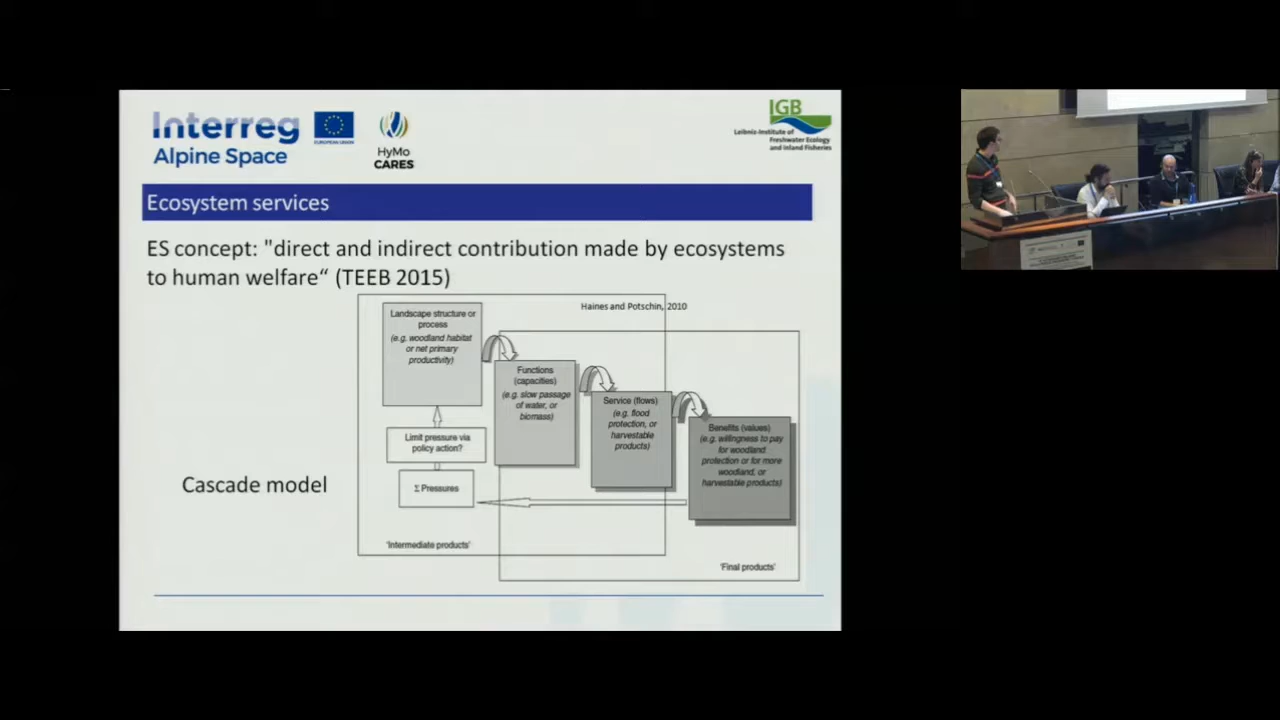 Interreg
Alpine Space
EUROPEAN UNION
HyMo
CARES
IGB
Leibniz-Institute of
Freshwater Ecology
and Inland Fisheries
Ecosystem services
ES concept: "direct and indirect contribution made by ecosystems
to human welfare“ (TEEB 2015)
Haines and Potschin, 2010
Landscape structure or
process
(e.g. woodland habitat
or net primary
productivity)
Functions
(capacities)
(e.g. slow passage
of water, or
biomass)
Service (flows)
(e.g. flood
protection, or
harvestable
products)
Benefits (values)
(e.g. willingness to pay
for woodland
protection or for more
woodland, or
harvestable products)
Limit pressure via
policy action?
Σ Pressures
Cascade model
'Intermediate products'
'Final products'